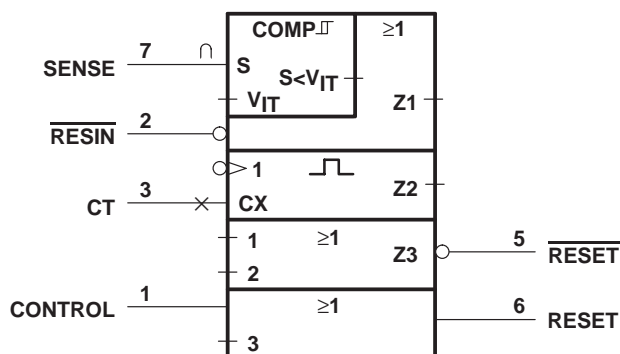 COMP ≥1
7 ∩
SENSE S
S<VIT
VIT Z1
2
RESIN
1
3 Z2
CT CX
1 ≥1
5
Z3 RESET
2
1
CONTROL ≥1 6
RESET
3